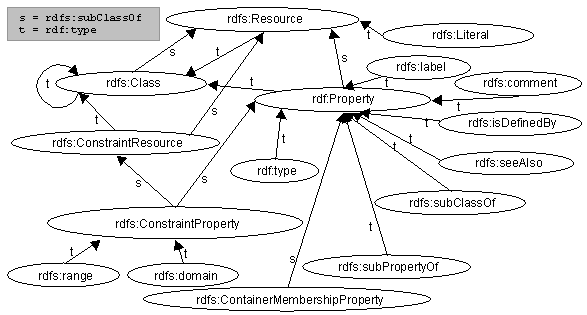 s = rdfs:subClassOf
t = rdf:type
rdfs:Resource
s
t
s
t
rdfs:Literal
rdfs:label
t
t
rdfs:Class
t
rdf:Property
rdfs:comment
t
t
s
t
rdfs:isDefinedBy
rdfs:ConstraintResource
t
t
rdfs:seeAlso
s
s
rdf:type
t
rdfs:subClassOf
rdfs:ConstraintProperty
t
t
t
s
rdfs:range
rdfs:domain
rdfs:subPropertyOf
rdfs:ContainerMembershipProperty